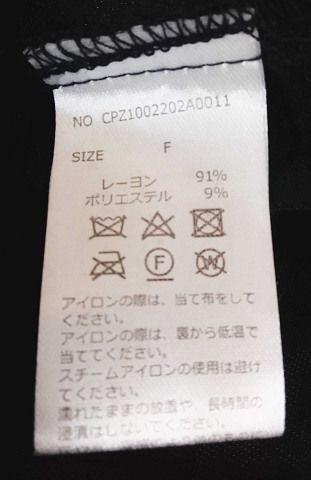 NO CPZ1002202A0011
SIZE F
レーヨン 91%
ポリエステル 9%
F
W
アイロンの際は、当て布をして
ください。
アイロンの際は、裏から低温で
当ててください。
スチームアイロンの使用は避け
てください。
濡れたままの放置や、長時間の
浸漬はしないでください。